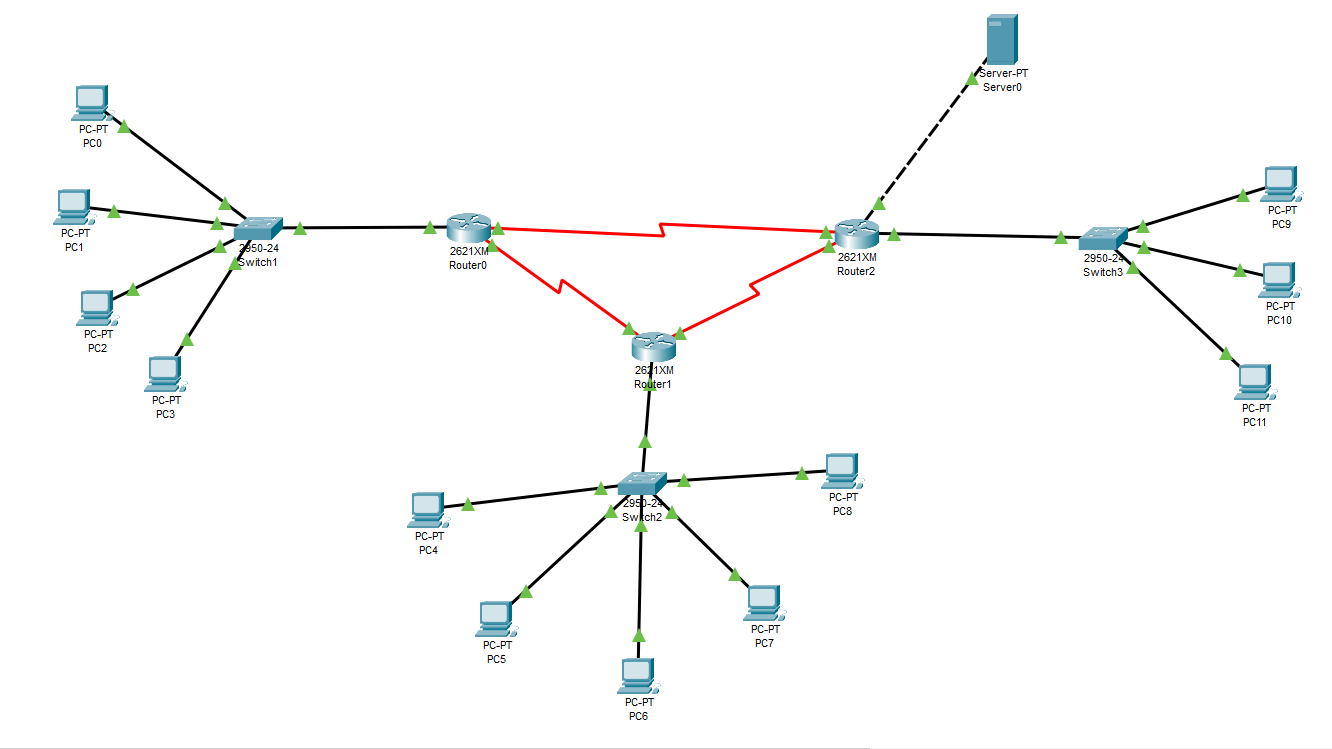 Server-PT
Server0
PC-PT
PC0
PC-PT
PC1
2950-24
Switch1
2621XM
Router0
2621XM
Router2
2950-24
Switch3
PC-PT
PC9
PC-PT
PC10
PC-PT
PC2
PC-PT
PC3
2621XM
Router1
PC-PT
PC11
2950-24
Switch2
PC-PT
PC8
PC-PT
PC4
PC-PT
PC5
PC-PT
PC7
PC-PT
PC6